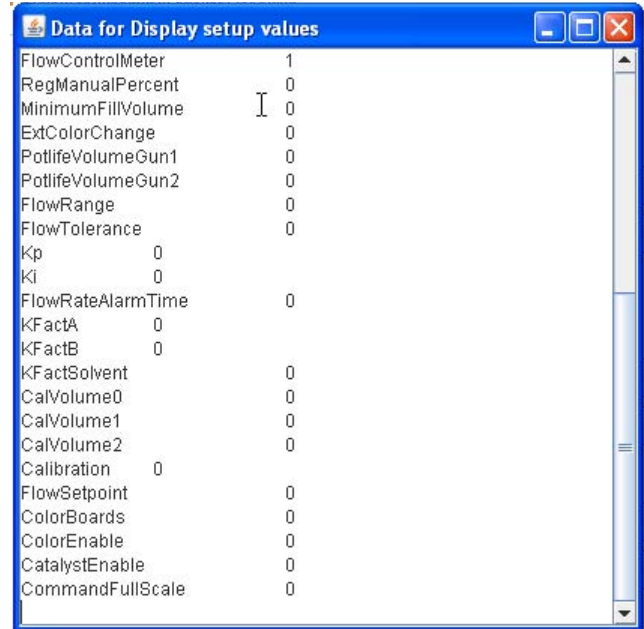 Data for Display setup values
FlowControlMeter 1
RegManualPercent 0
MinimumFillVolume 0
ExtColorChange 0
PotlifeVolumeGun1 0
PotlifeVolumeGun2 0
FlowRange 0
FlowTolerance 0
Kp 0
Ki 0
FlowRateAlarmTime 0
KFactA 0
KFactB 0
KFactSolvent 0
CalVolume0 0
CalVolume1 0
CalVolume2 0
Calibration 0
FlowSetpoint 0
ColorBoards 0
ColorEnable 0
CatalystEnable 0
CommandFullScale 0